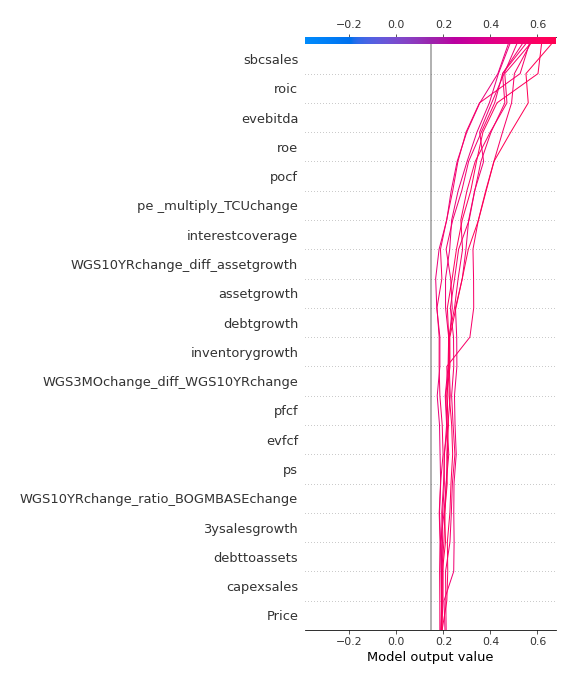 −0.2 0.0 0.2 0.4 0.6
sbcsales
roic
evebitda
roe
pocf
pe _multiply_TCUchange
interestcoverage
WGS10YRchange_diff_assetgrowth
assetgrowth
debtgrowth
inventorygrowth
WGS3MOchange_diff_WGS10YRchange
pfcf
evfcf
ps
WGS10YRchange_ratio_BOGMBASEchange
3ysalesgrowth
debttoassets
capexsales
Price
−0.2 0.0 0.2 0.4 0.6
Model output value